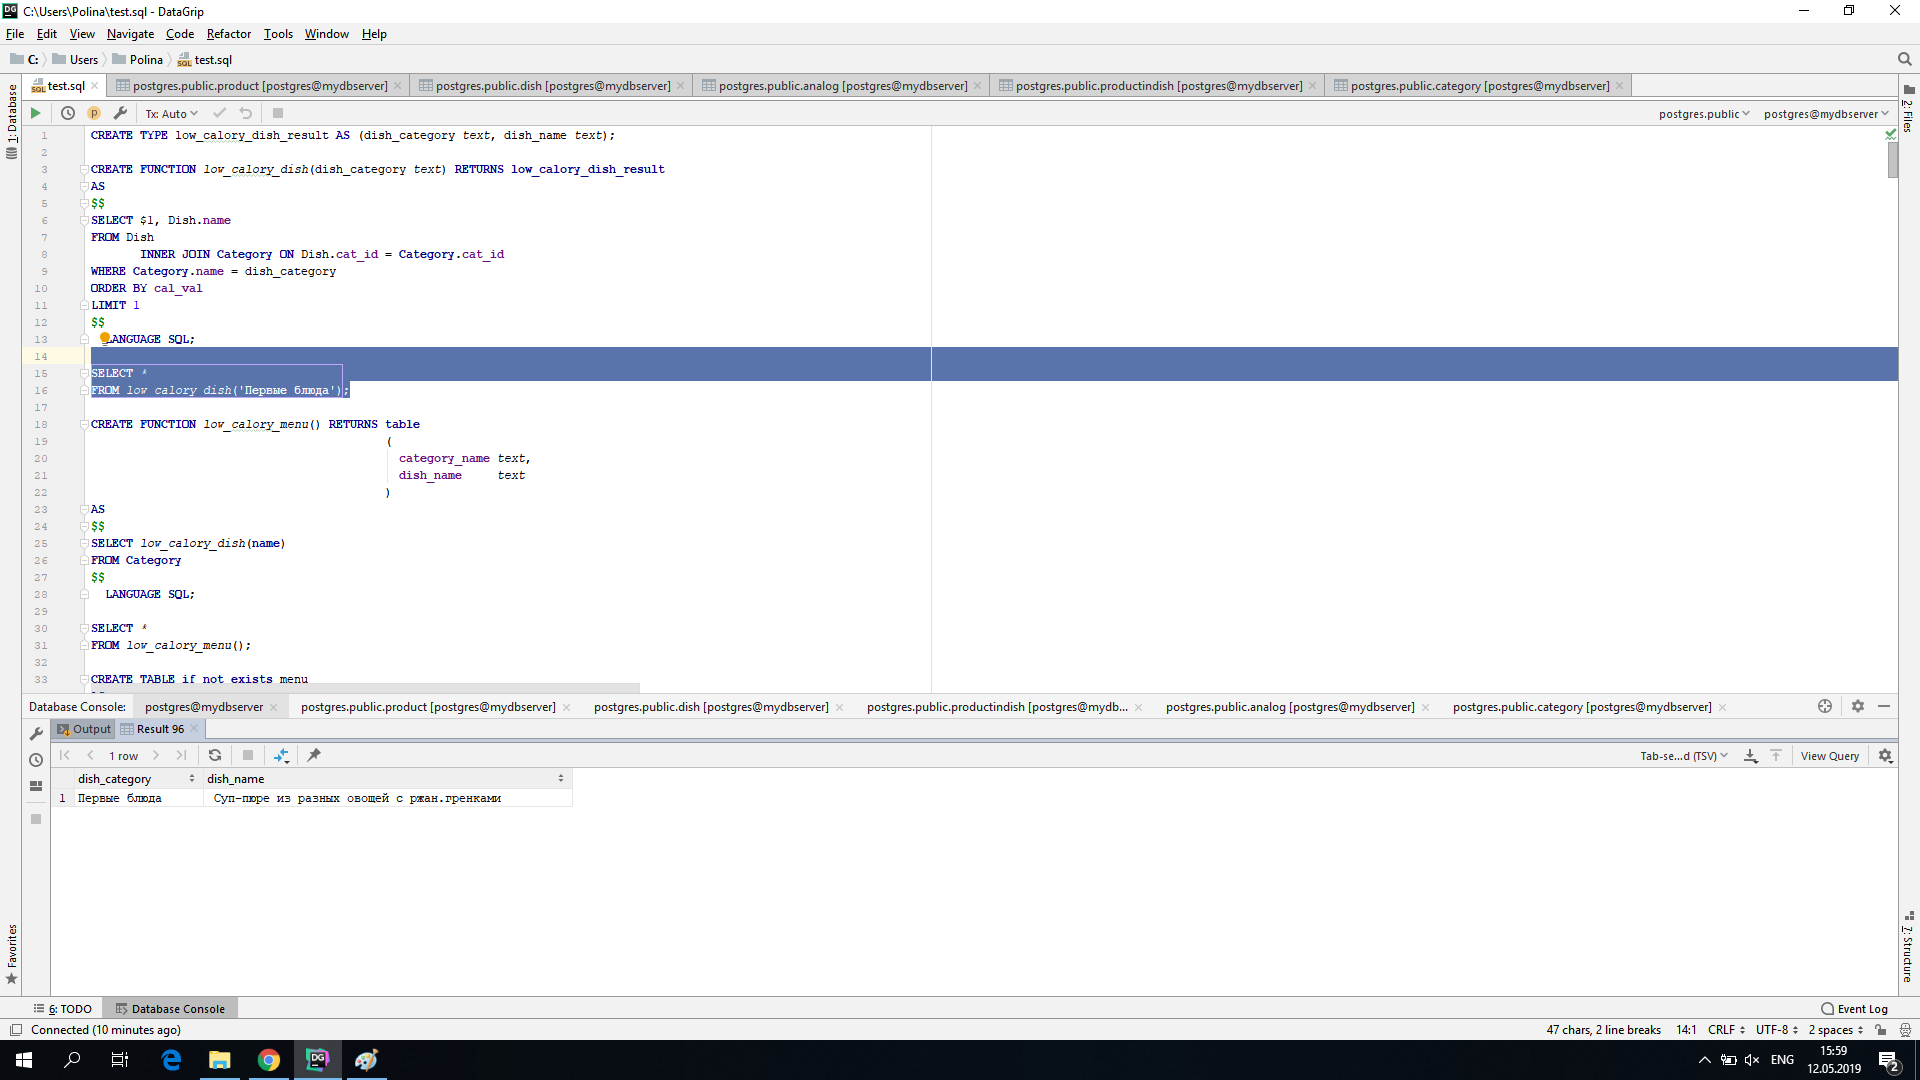 C:\Users\Polina\test.sql - DataGrip
File Edit View Navigate Code Refactor Tools Window Help
C: Users Polina test.sql
test.sql postgres.public.product [postgres@mydbserver] postgres.public.dish [postgres@mydbserver] postgres.public.analog [postgres@mydbserver] postgres.public.productindish [postgres@mydbserver] postgres.public.category [postgres@mydbserver]
Tx: Auto postgres.public postgres@mydbserver
1: Database
2: Files
1 CREATE TYPE low_calory_dish_result AS (dish_category text, dish_name text);
2
3 CREATE FUNCTION low_calory_dish(dish_category text) RETURNS low_calory_dish_result
4 AS
5 $$
6 SELECT $1, Dish.name
7 FROM Dish
8 INNER JOIN Category ON Dish.cat_id = Category.cat_id
9 WHERE Category.name = dish_category
10 ORDER BY cal_val
11 LIMIT 1
12 $$
13 LANGUAGE SQL;
14
15 SELECT *
16 FROM low_calory_dish('Первые блюда');
17
18 CREATE FUNCTION low_calory_menu() RETURNS table
19 (
20 category_name text,
21 dish_name text
22 )
23 AS
24 $$
25 SELECT low_calory_dish(name)
26 FROM Category
27 $$
28 LANGUAGE SQL;
29
30 SELECT *
31 FROM low_calory_menu();
32
33 CREATE TABLE if not exists menu
Database Console: postgres@mydbserver postgres.public.product [postgres@mydbserver] postgres.public.dish [postgres@mydbserver] postgres.public.productindish [postgres@mydb... postgres.public.analog [postgres@mydbserver] postgres.public.category [postgres@mydbserver]
Output Result 96
1 row Tab-se...d (TSV) View Query
dish_category dish_name
1 Первые блюда Суп-пюре из разных овощей с ржан.гренками
Favorites
7: Structure
6: TODO Database Console Event Log
Connected (10 minutes ago) 47 chars, 2 line breaks 14:1 CRLF UTF-8 2 spaces
ENG 15:59
12.05.2019
2